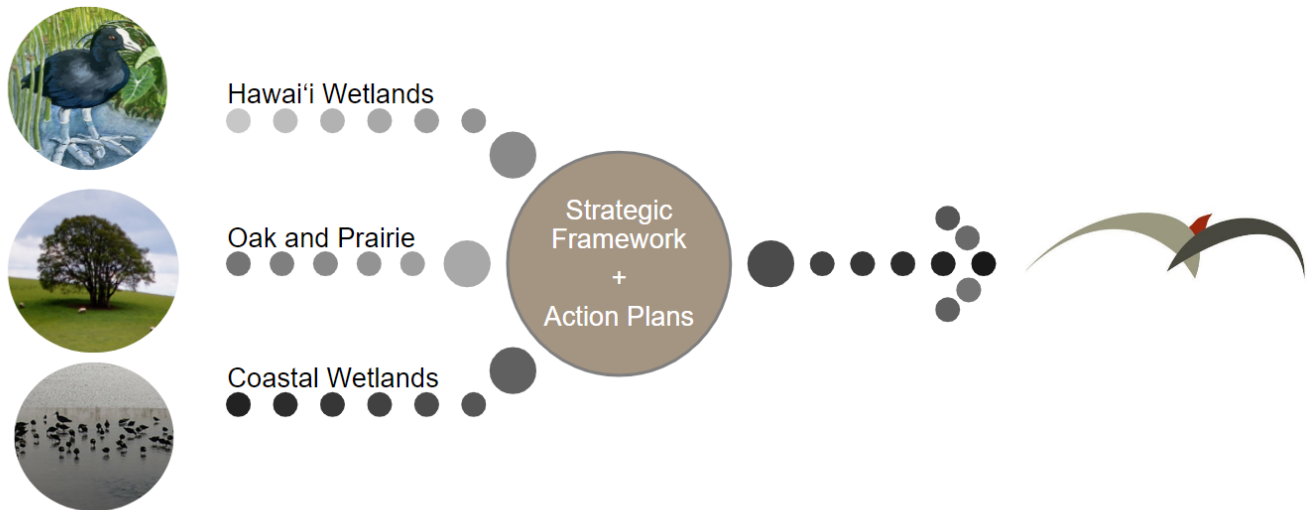 Hawaiʻi Wetlands
Oak and Prairie
Coastal Wetlands
Strategic
Framework
+
Action Plans